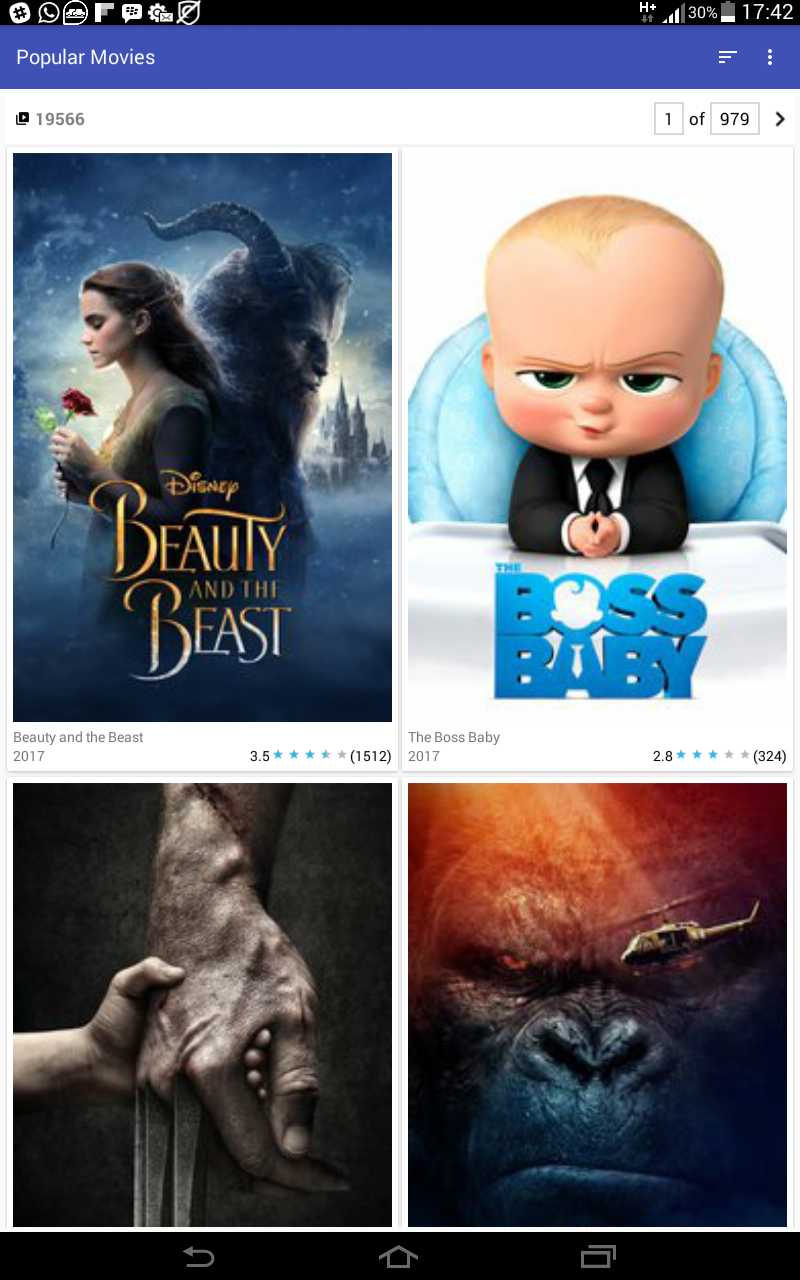 H+ 30% 17:42
Popular Movies
19566
1 of 979
DISNEY
BEAUTY
AND THE
BEAST
THE
BOSS
BABY
Beauty and the Beast
2017
3.5 (1512)
The Boss Baby
2017
2.8 (324)